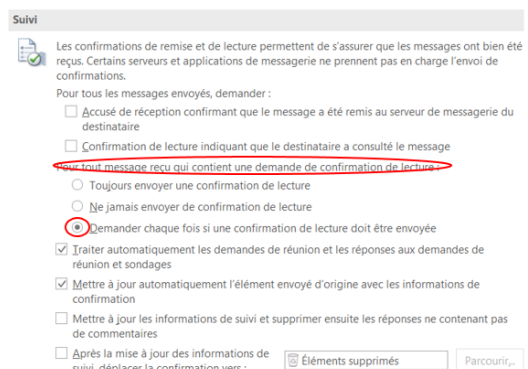 Suivi
Les confirmations de remise et de lecture permettent de s'assurer que les messages ont bien été
reçus. Certains serveurs et applications de messagerie ne prennent pas en charge l'envoi de
confirmations.
Pour tous les messages envoyés, demander :
Accusé de réception confirmant que le message a été remis au serveur de messagerie du
destinataire
Confirmation de lecture indiquant que le destinataire a consulté le message
Pour tout message reçu qui contient une demande de confirmation de lecture :
Toujours envoyer une confirmation de lecture
Ne jamais envoyer de confirmation de lecture
Demander chaque fois si une confirmation de lecture doit être envoyée
Traiter automatiquement les demandes de réunion et les réponses aux demandes de
réunion et sondages
Mettre à jour automatiquement l'élément envoyé d'origine avec les informations de
confirmation
Mettre à jour les informations de suivi et supprimer ensuite les réponses ne contenant pas
de commentaires
Après la mise à jour des informations de
suivi, déplacer la confirmation vers :
Éléments supprimés
Parcourir...